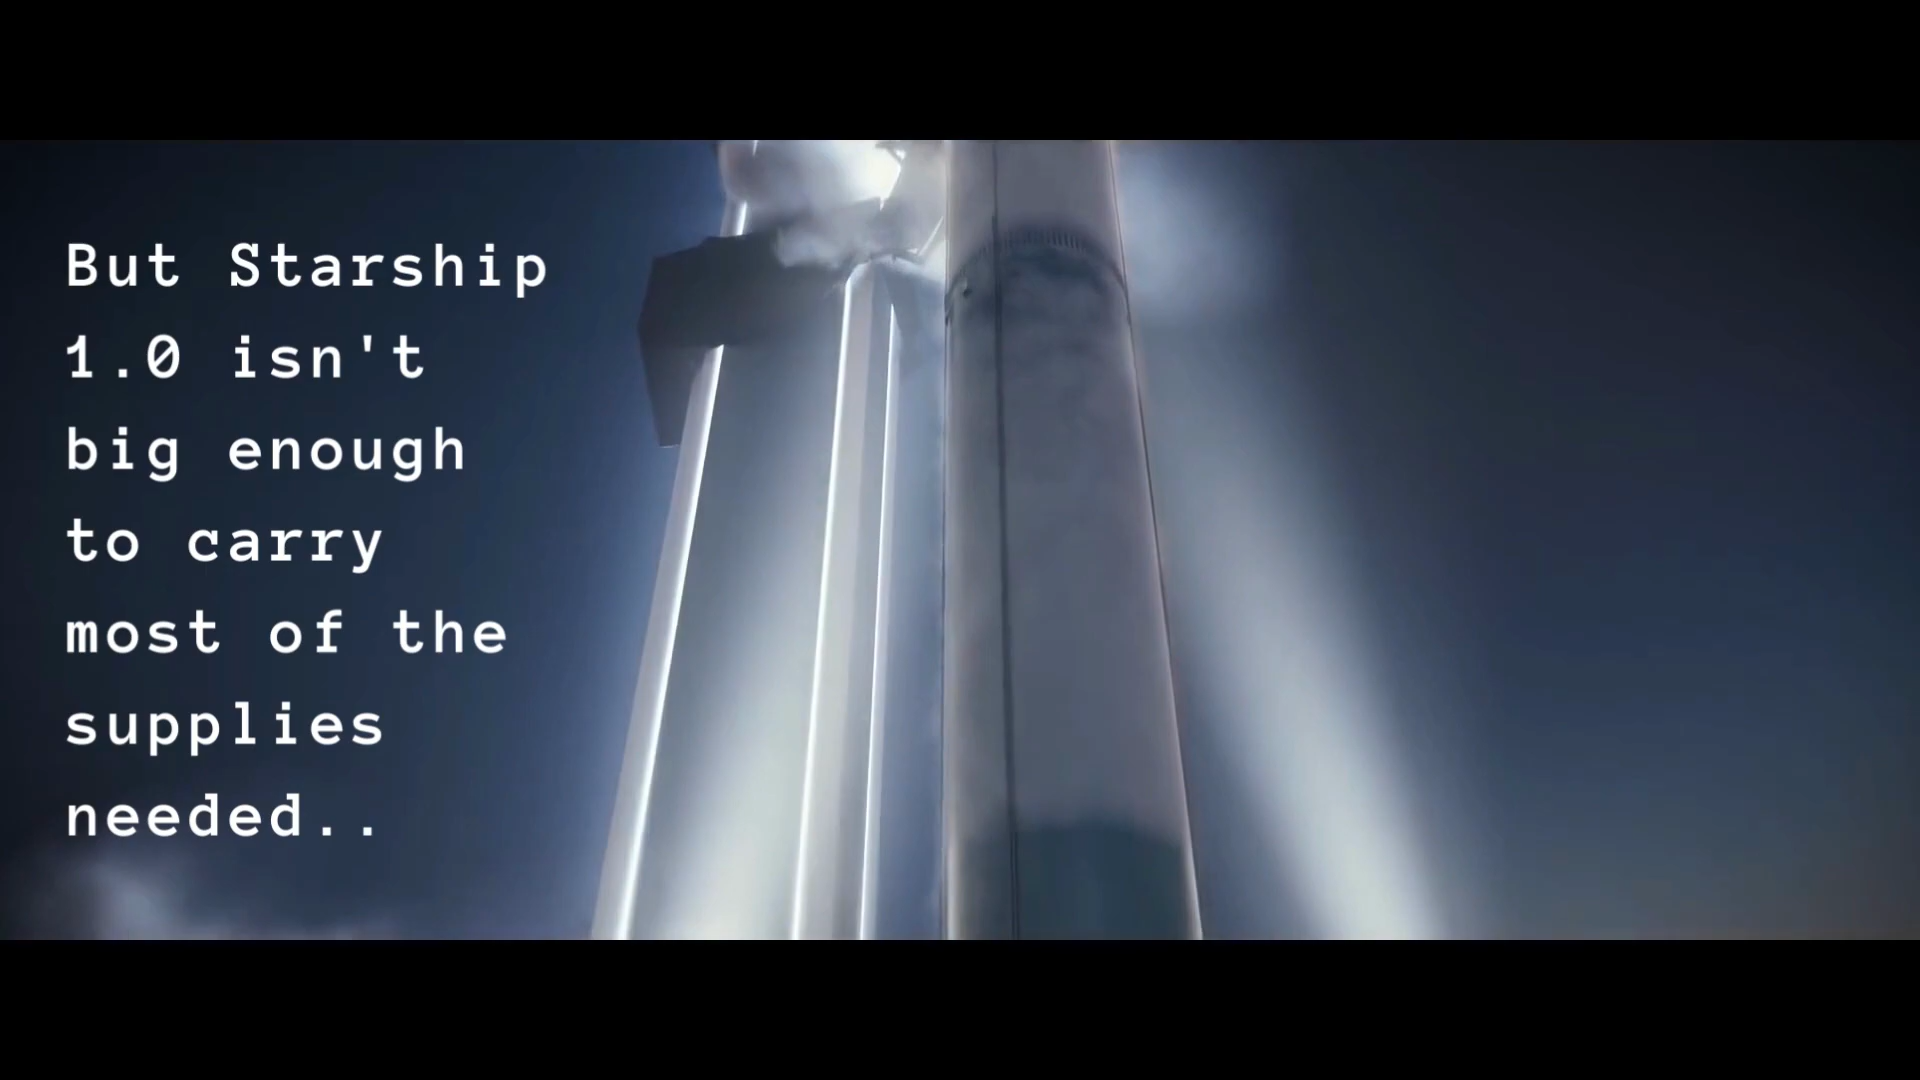 But Starship
1.0 isn't
big enough
to carry
most of the
supplies
needed..